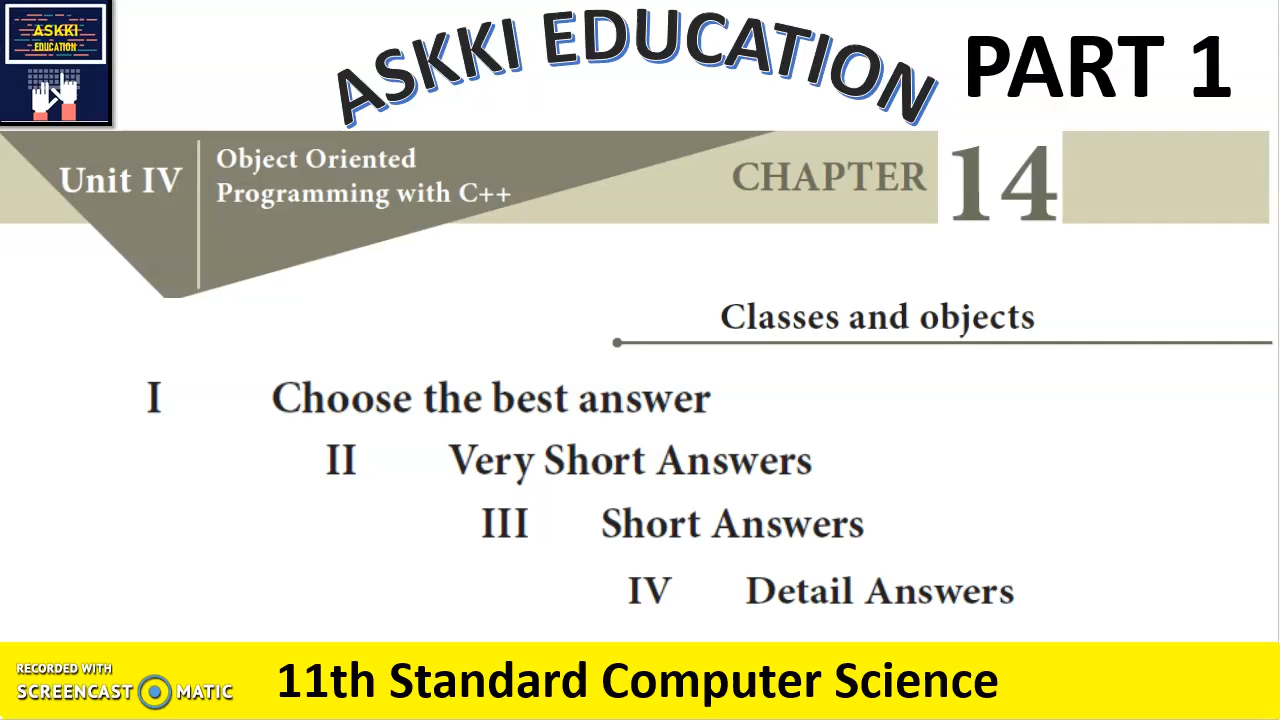 ASKKI
EDUCATION
ASKKI EDUCATION
PART 1
Unit IV
Object Oriented
Programming with C++
CHAPTER 14
Classes and objects
I Choose the best answer
II Very Short Answers
III Short Answers
IV Detail Answers
RECORDED WITH
SCREENCAST MATIC
11th Standard Computer Science